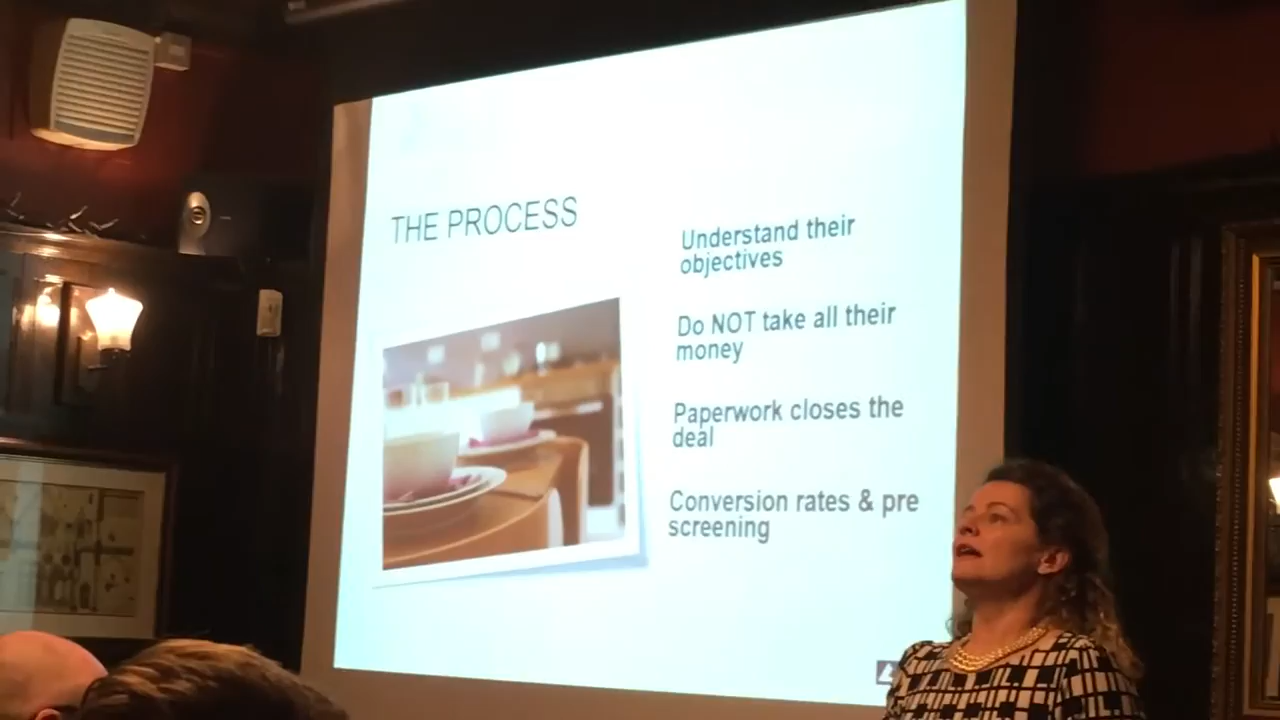 THE PROCESS
Understand their
objectives
Do NOT take all their
money
Paperwork closes the
deal
Conversion rates & pre
screening